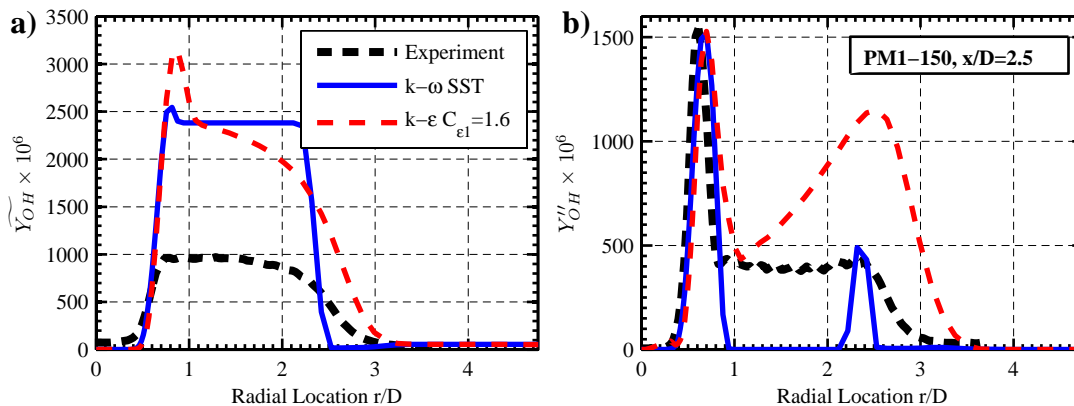 a)
3500
3000
2500
2000
1500
1000
500
0
Y_OH × 10^6
0 1 2 3 4
Radial Location r/D
Experiment
k−ω SST
k−ε C_ε1=1.6
b)
1500
1000
500
0
Y''_OH × 10^6
0 1 2 3 4
Radial Location r/D
PM1−150, x/D=2.5